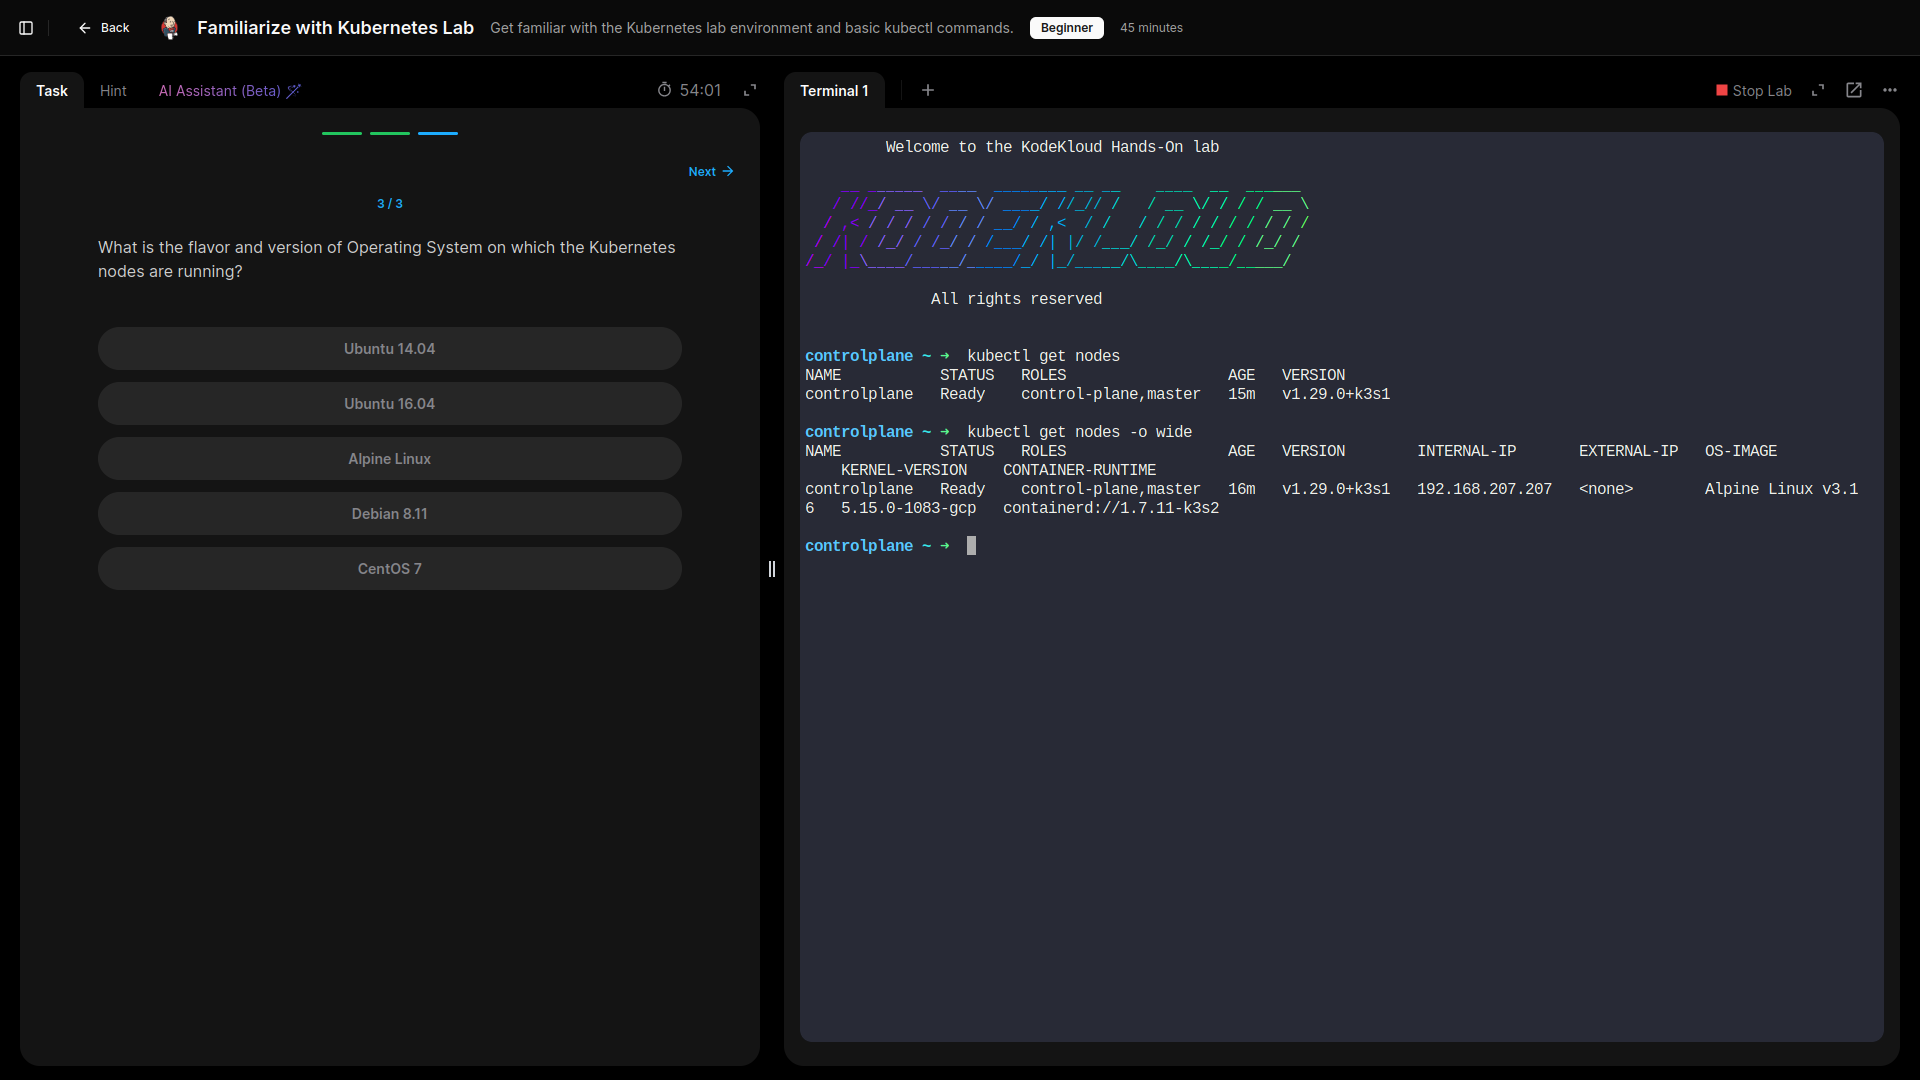 Back
Familiarize with Kubernetes Lab
Get familiar with the Kubernetes lab environment and basic kubectl commands.
Beginner
45 minutes
Task
Hint
AI Assistant (Beta)
54:01
Next
3 / 3
What is the flavor and version of Operating System on which the Kubernetes
nodes are running?
Ubuntu 14.04
Ubuntu 16.04
Alpine Linux
Debian 8.11
CentOS 7
Terminal 1
Stop Lab
Welcome to the KodeKloud Hands-On lab
KODEKLOUD
All rights reserved
controlplane ~ ➜  kubectl get nodes
NAME           STATUS   ROLES                  AGE   VERSION
controlplane   Ready    control-plane,master   15m   v1.29.0+k3s1
controlplane ~ ➜  kubectl get nodes -o wide
NAME           STATUS   ROLES                  AGE   VERSION        INTERNAL-IP       EXTERNAL-IP   OS-IMAGE
    KERNEL-VERSION    CONTAINER-RUNTIME
controlplane   Ready    control-plane,master   16m   v1.29.0+k3s1   192.168.207.207   <none>        Alpine Linux v3.1
6   5.15.0-1083-gcp   containerd://1.7.11-k3s2
controlplane ~ ➜